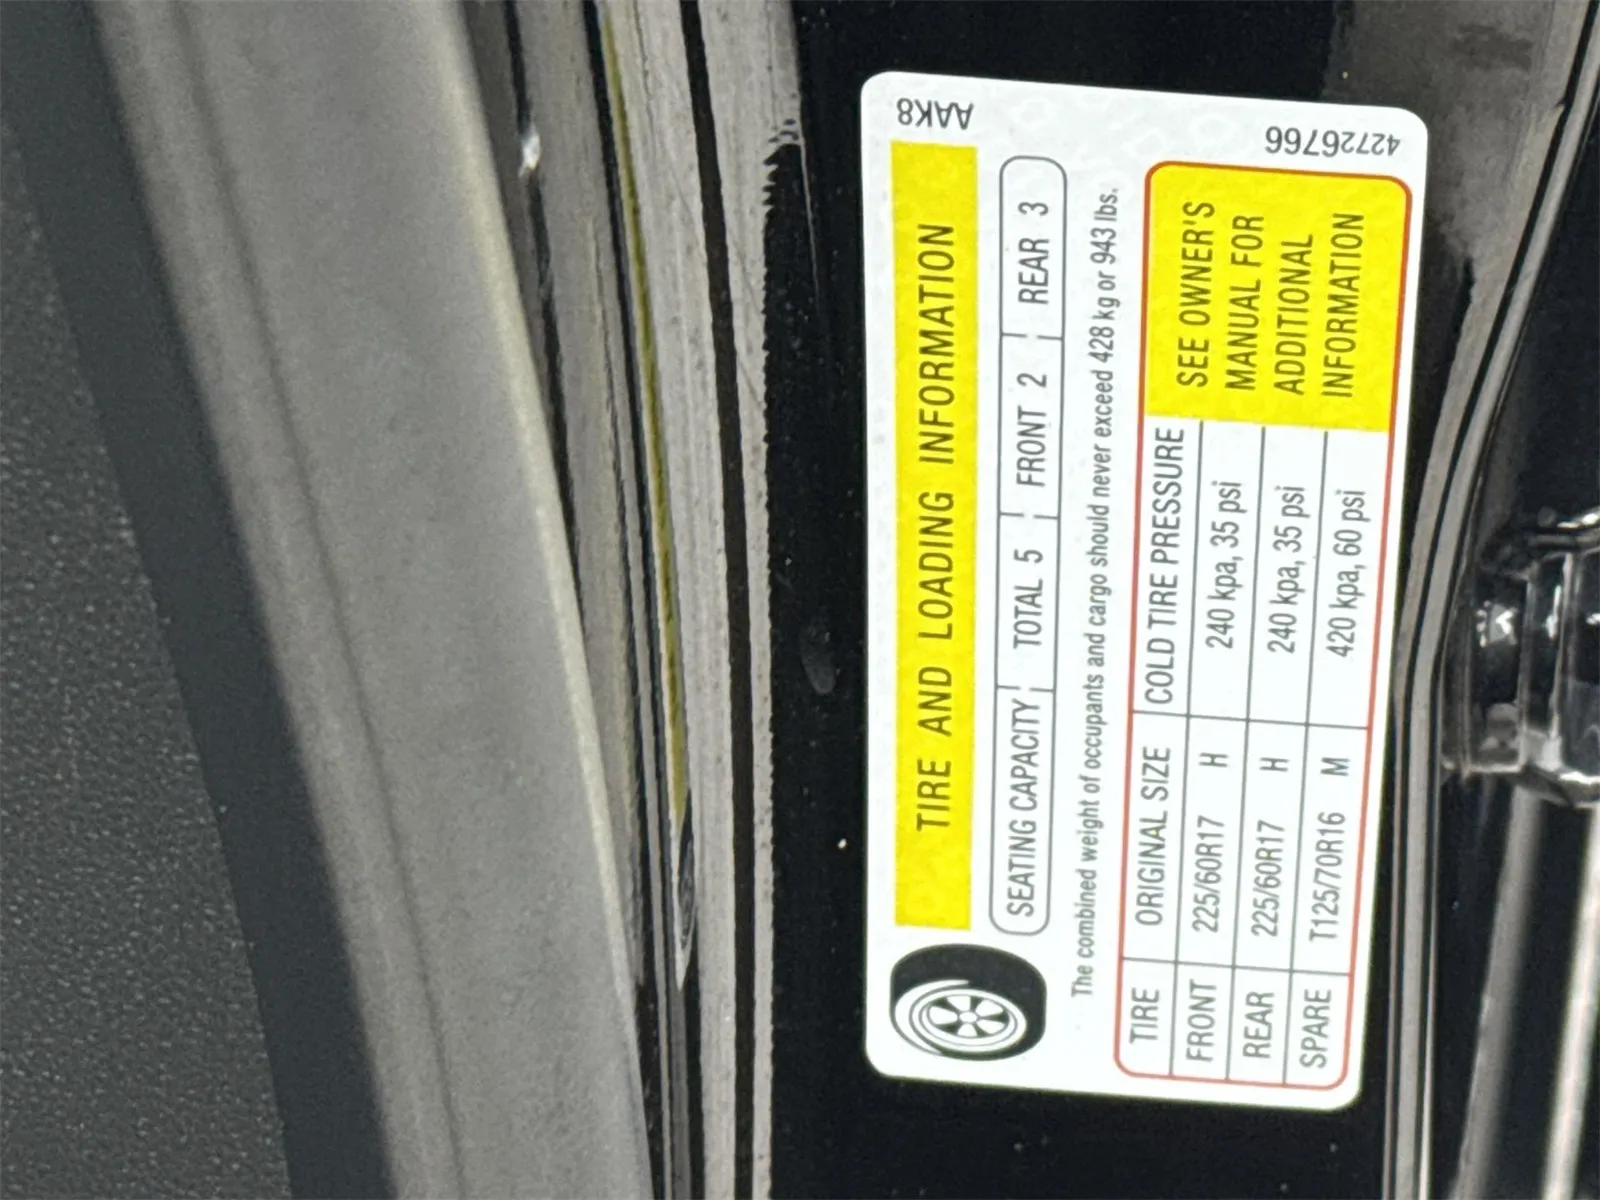 TIRE AND LOADING INFORMATION
AAK8
SEATING CAPACITY TOTAL 5 FRONT 2 REAR 3
The combined weight of occupants and cargo should never exceed 428 kg or 943 lbs.
TIRE ORIGINAL SIZE COLD TIRE PRESSURE
FRONT 225/60R17 H 240 kpa, 35 psi
REAR 225/60R17 H 240 kpa, 35 psi
SPARE T125/70R16 M 420 kpa, 60 psi
SEE OWNER'S
MANUAL FOR
ADDITIONAL
INFORMATION
42726766